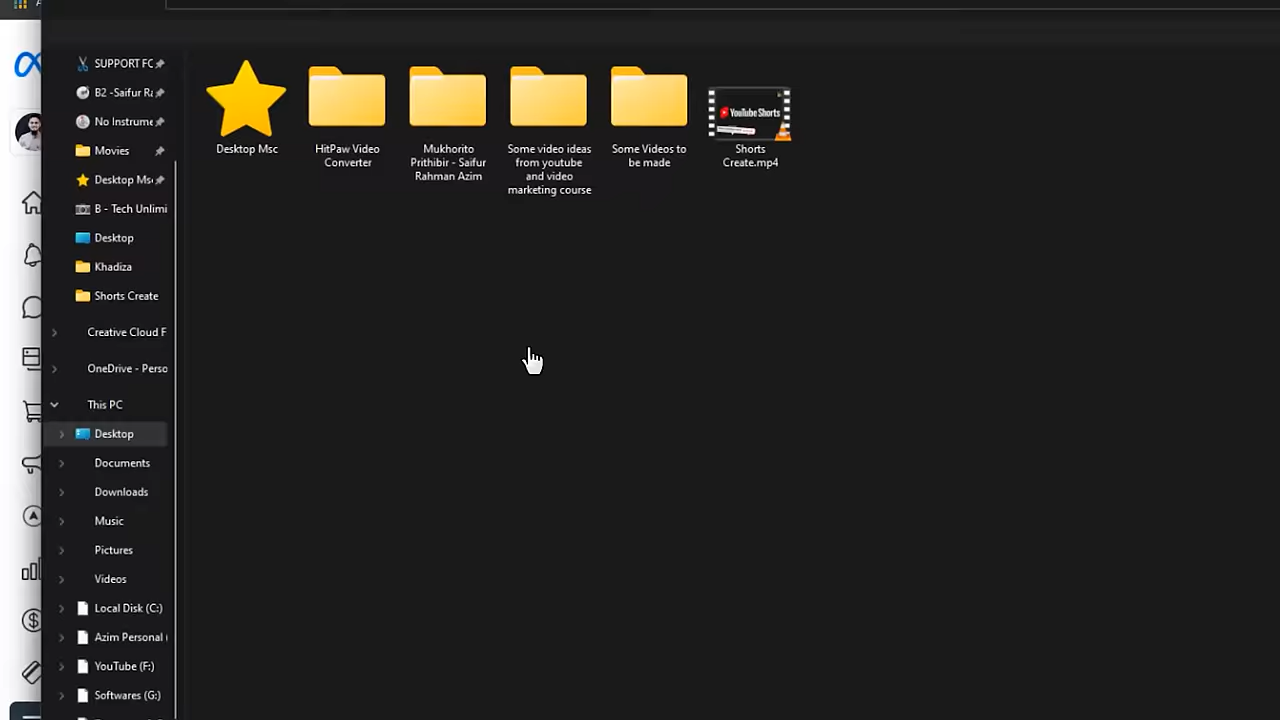 SUPPORT FC
B2 -Saifur Ra
No Instrume
Movies
Desktop Msc
B - Tech Unlimi
Desktop
Khadiza
Shorts Create
Creative Cloud F
OneDrive - Perso
This PC
Desktop
Documents
Downloads
Music
Pictures
Videos
Local Disk (C:)
Azim Personal (
YouTube (F:)
Softwares (G:)
Desktop Msc
HitPaw Video
Converter
Mukhorito
Prithibir - Saifur
Rahman Azim
Some video ideas
from youtube
and video
marketing course
Some Videos to
be made
YouTube Shorts
Shorts
Create.mp4